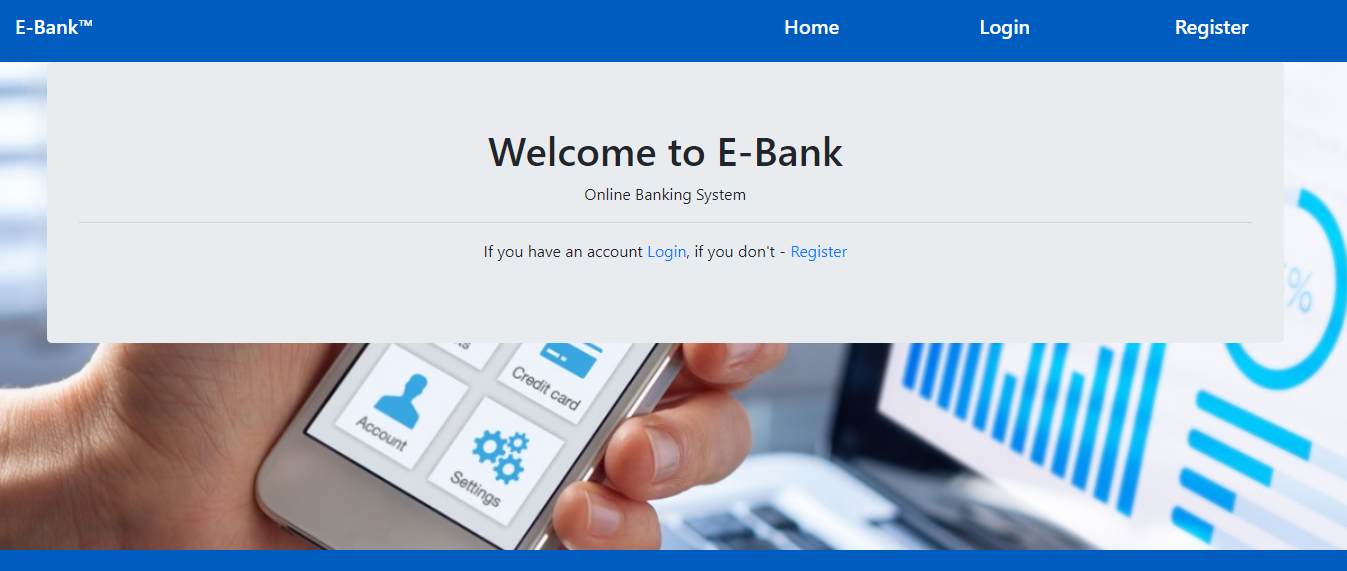 E-Bank™ Home Login Register
Welcome to E-Bank
Online Banking System
If you have an account Login, if you don't - Register
%
Credit card
Account
Settings